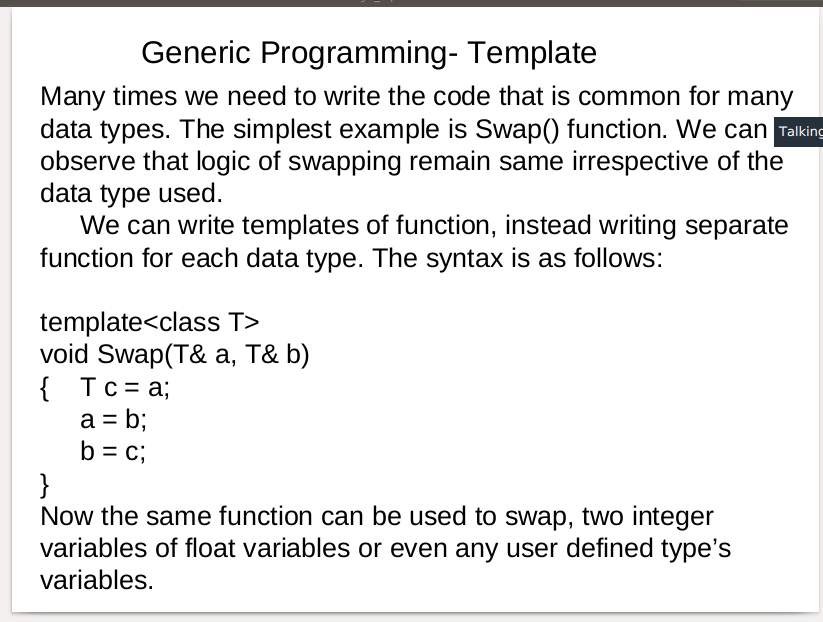 Generic Programming- Template
Many times we need to write the code that is common for many
data types. The simplest example is Swap() function. We can
Talking
observe that logic of swapping remain same irrespective of the
data type used.
We can write templates of function, instead writing separate
function for each data type. The syntax is as follows:
template<class T>
void Swap(T& a, T& b)
{ T c = a;
a = b;
b = c;
}
Now the same function can be used to swap, two integer
variables of float variables or even any user defined type’s
variables.